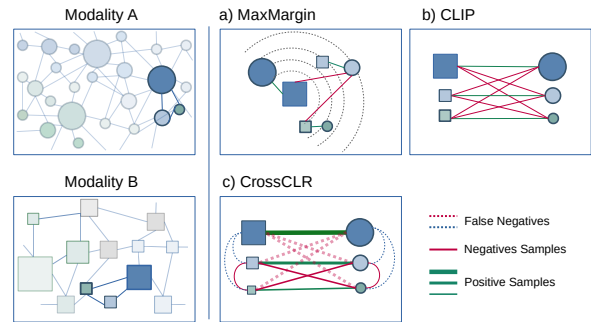 Modality A
a) MaxMargin
b) CLIP
Modality B
c) CrossCLR
False Negatives
Negatives Samples
Positive Samples